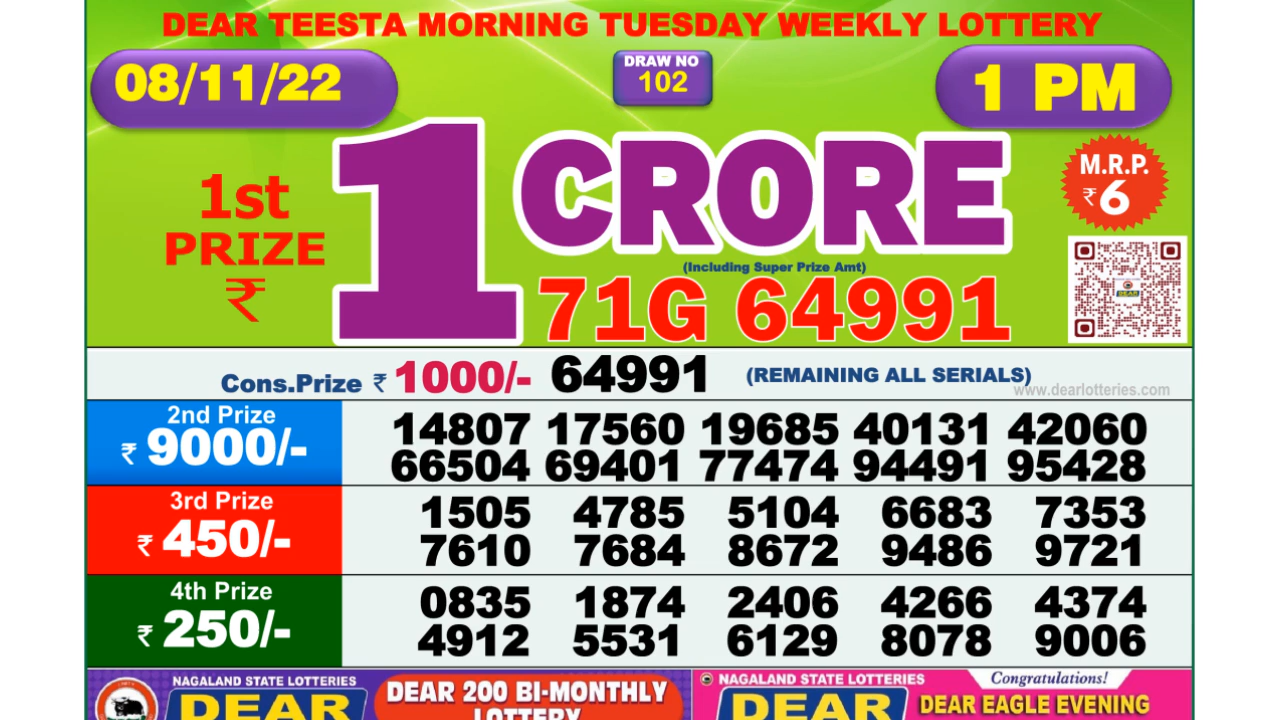 DEAR TEESTA MORNING TUESDAY WEEKLY LOTTERY
08/11/22
DRAW NO
102
1 PM
1st
PRIZE
₹
1 CRORE
(Including Super Prize Amt)
71G 64991
M.R.P.
₹6
DEAR
Cons.Prize ₹ 1000/- 64991 (REMAINING ALL SERIALS)
www.dearlotteries.com
2nd Prize
₹ 9000/-
14807 17560 19685 40131 42060
66504 69401 77474 94491 95428
3rd Prize
₹ 450/-
1505 4785 5104 6683 7353
7610 7684 8672 9486 9721
4th Prize
₹ 250/-
0835 1874 2406 4266 4374
4912 5531 6129 8078 9006
NAGALAND STATE LOTTERIES
DEAR
DEAR 200 BI-MONTHLY
LOTTERY
NAGALAND STATE LOTTERIES
DEAR
Congratulations!
DEAR EAGLE EVENING